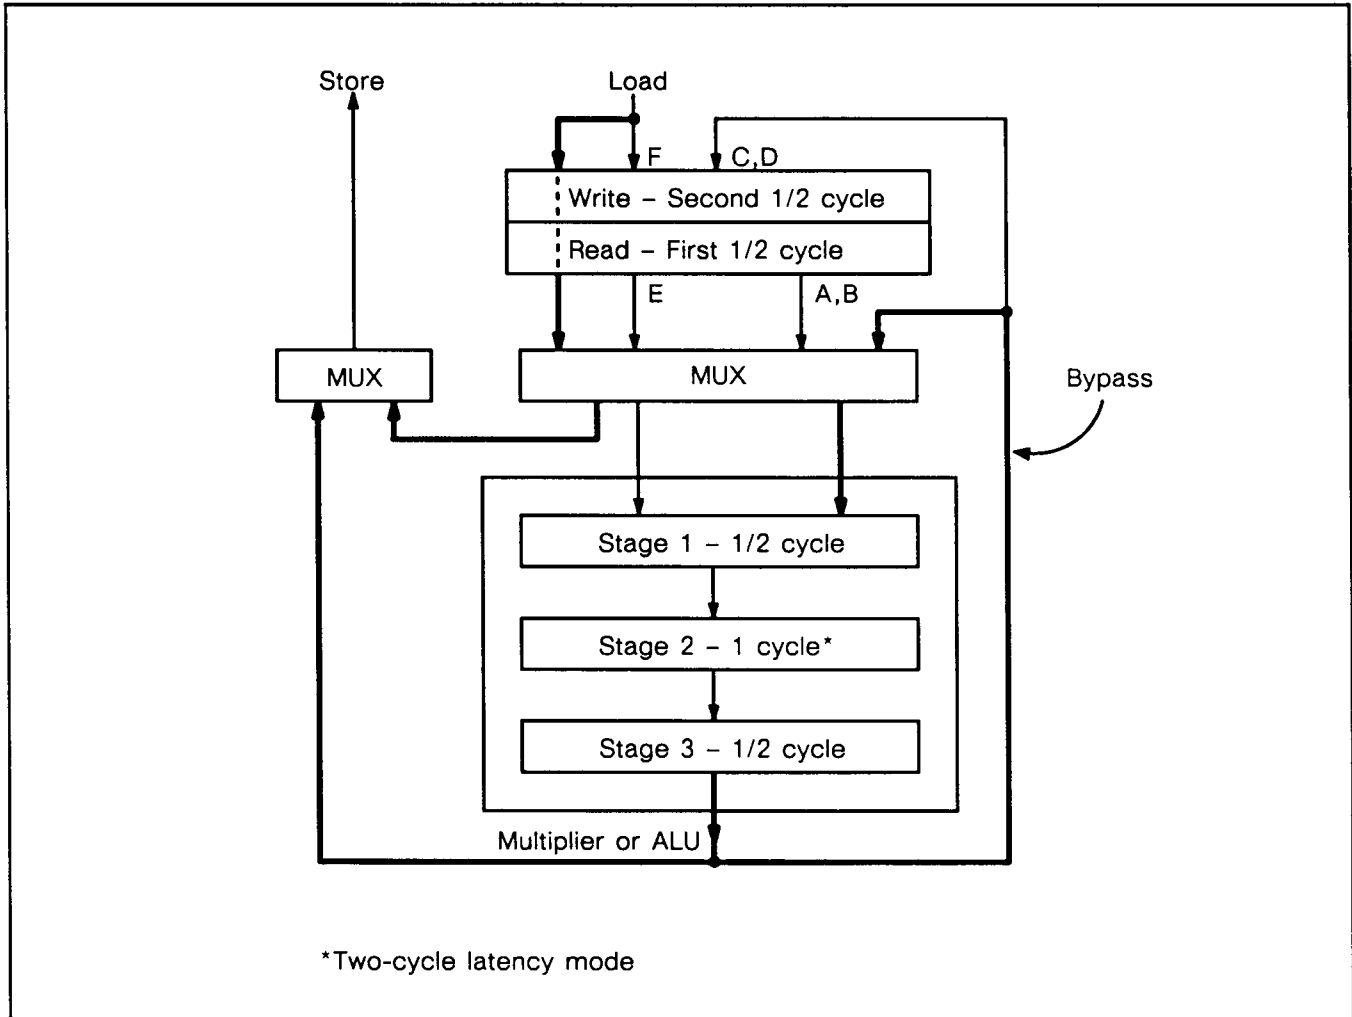 Store
Load
F
C,D
Write – Second 1/2 cycle
Read – First 1/2 cycle
E
A,B
MUX
MUX
Bypass
Stage 1 – 1/2 cycle
Stage 2 – 1 cycle*
Stage 3 – 1/2 cycle
Multiplier or ALU
*Two-cycle latency mode